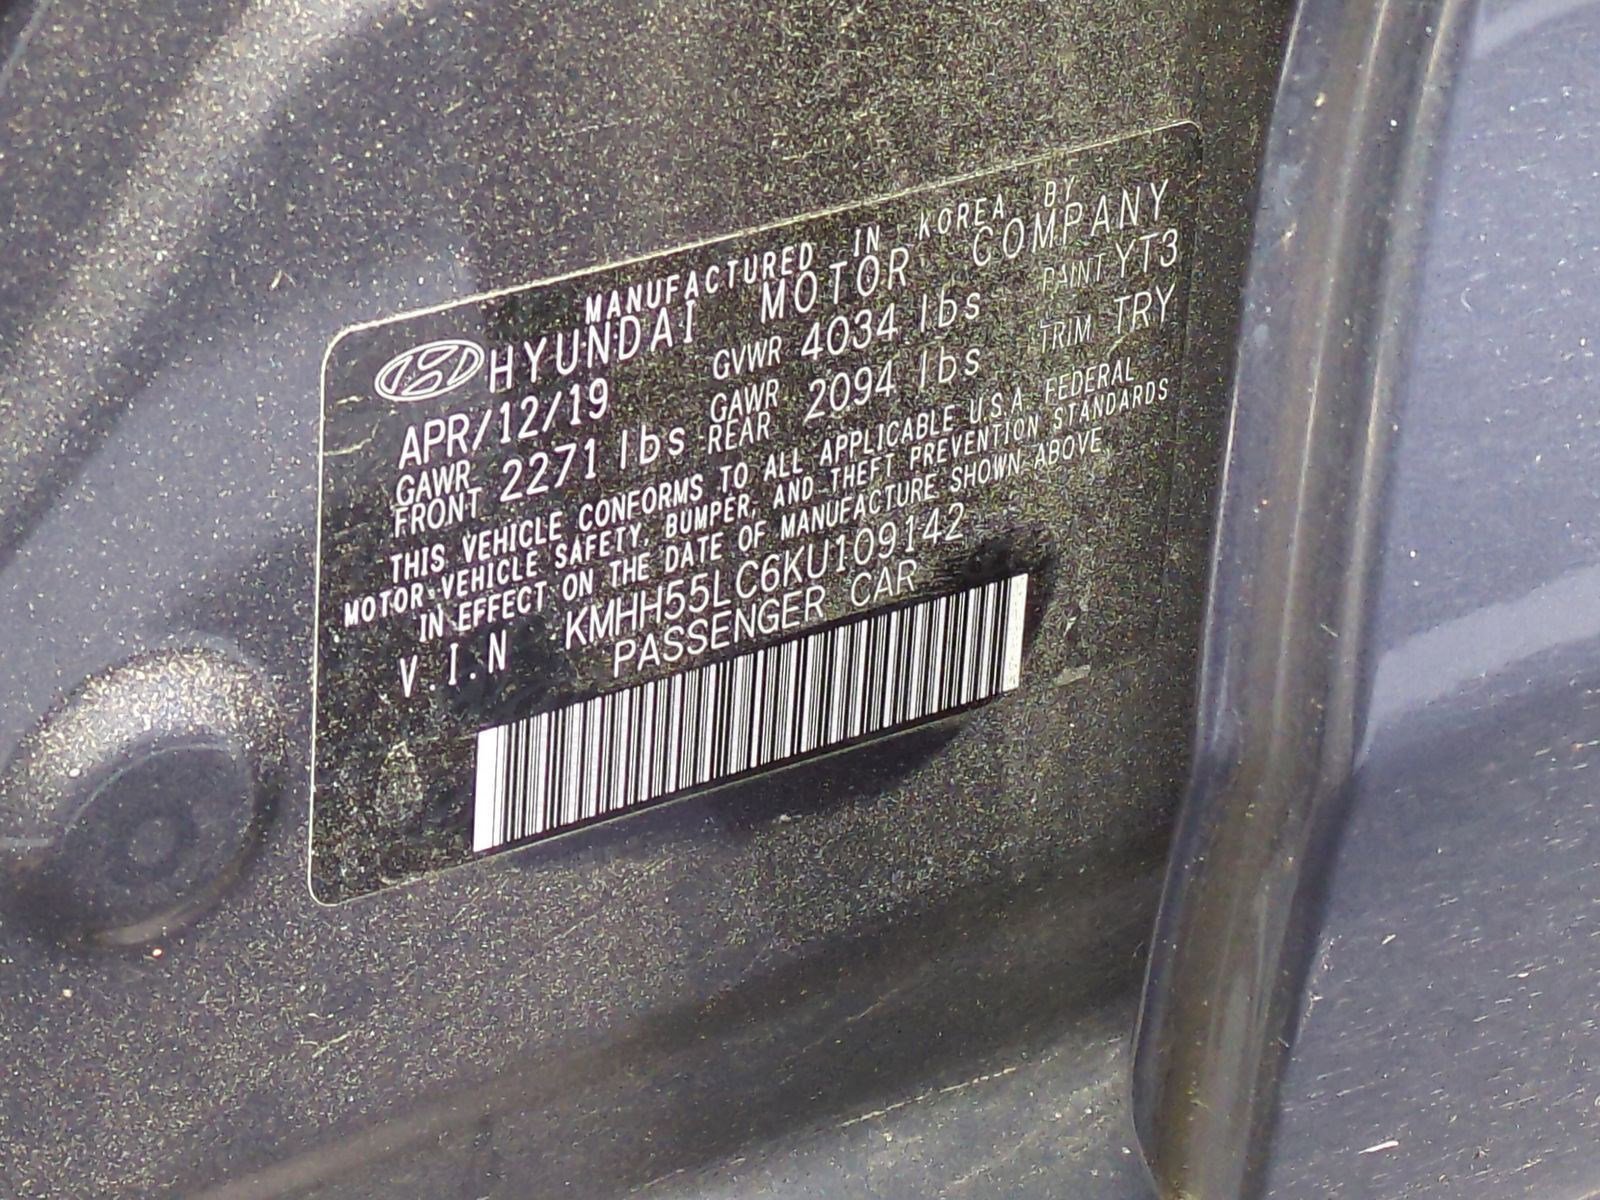 MANUFACTURED IN KOREA BY
HYUNDAI MOTOR COMPANY
APR/12/19 GVWR 4034 lbs PAINT YT3
GAWR FRONT 2271 lbs GAWR REAR 2094 lbs TRIM TRY
THIS VEHICLE CONFORMS TO ALL APPLICABLE U.S.A FEDERAL
MOTOR VEHICLE SAFETY, BUMPER, AND THEFT PREVENTION STANDARDS
IN EFFECT ON THE DATE OF MANUFACTURE SHOWN ABOVE
V.I.N KMHH55LC6KU109142
PASSENGER CAR